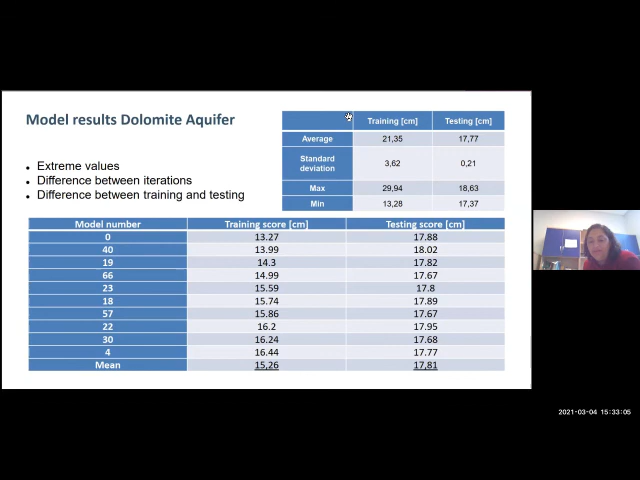 Model results Dolomite Aquifer
Training [cm] Testing [cm]
Average 21,35 17,77
Standard deviation 3,62 0,21
Max 29,94 18,63
Min 13,28 17,37
• Extreme values
• Difference between iterations
• Difference between training and testing
Model number Training score [cm] Testing score [cm]
0 13.27 17.88
40 13.99 18.02
19 14.3 17.82
66 14.99 17.67
23 15.59 17.8
18 15.74 17.89
57 15.86 17.67
22 16.2 17.95
30 16.24 17.68
4 16.44 17.77
Mean 15,26 17,81
2021-03-04 15:33:05